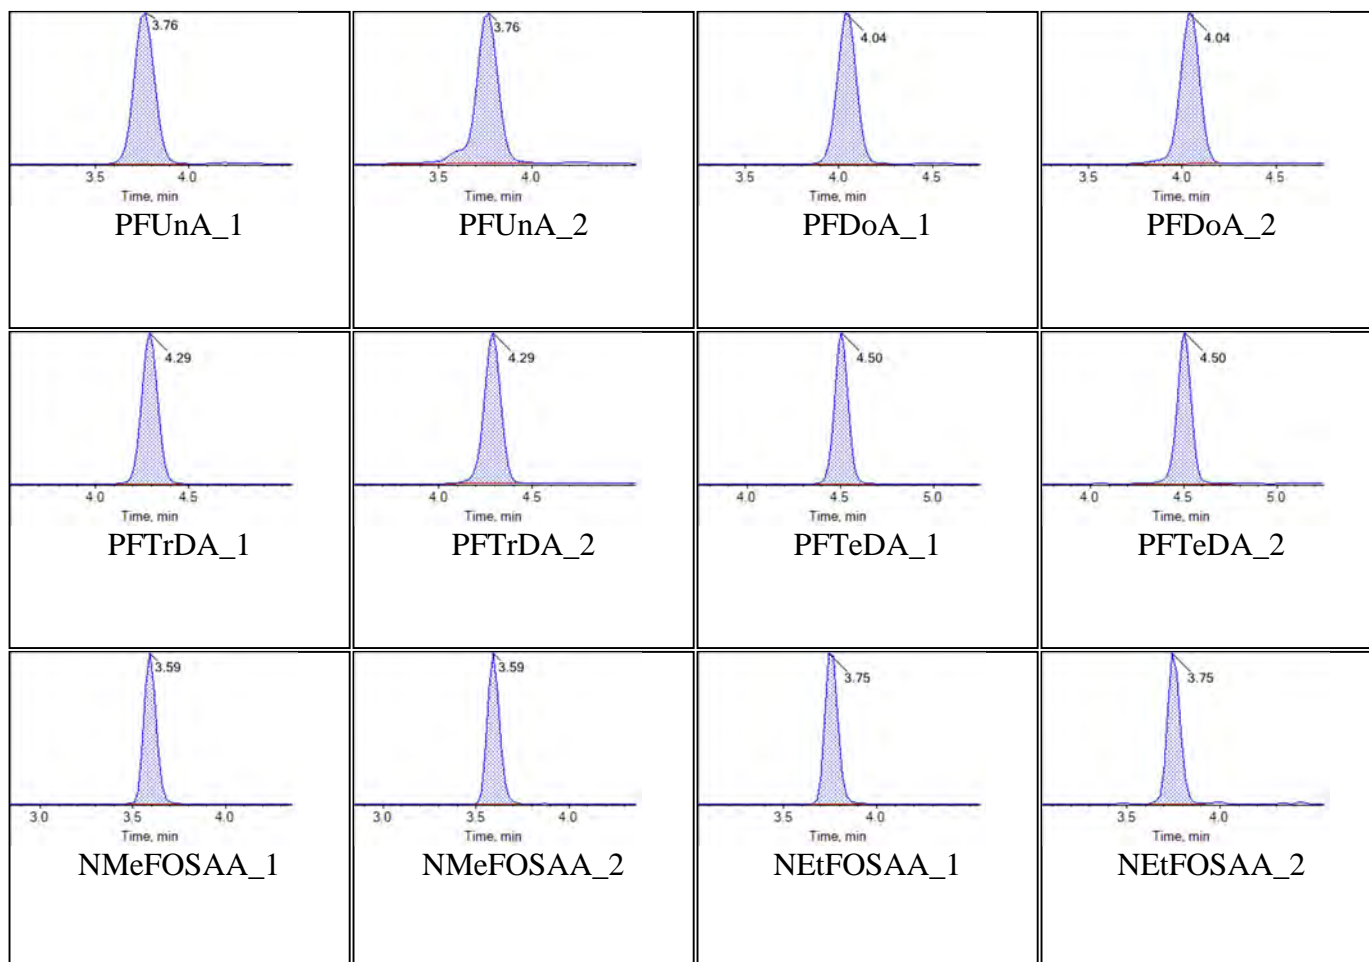 3.76
3.5 4.0
Time, min
PFUnA_1
3.76
3.5 4.0
Time, min
PFUnA_2
4.04
3.5 4.0 4.5
Time, min
PFDoA_1
4.04
3.5 4.0 4.5
Time, min
PFDoA_2
4.29
4.0 4.5
Time, min
PFTrDA_1
4.29
4.0 4.5
Time, min
PFTrDA_2
4.50
4.0 4.5 5.0
Time, min
PFTeDA_1
4.50
4.0 4.5 5.0
Time, min
PFTeDA_2
3.59
3.0 3.5 4.0
Time, min
NMeFOSAA_1
3.59
3.0 3.5 4.0
Time, min
NMeFOSAA_2
3.75
3.5 4.0
Time, min
NEtFOSAA_1
3.75
3.5 4.0
Time, min
NEtFOSAA_2